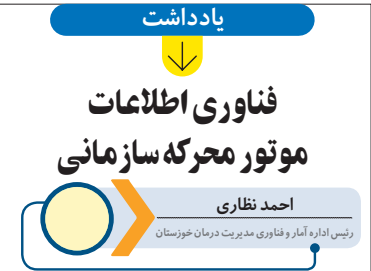 یادداشت
فناوری اطلاعات
موتور محرکه سازمانی
احمد نظاری
رئیس اداره آمار و فناوری مدیریت درمان خوزستان